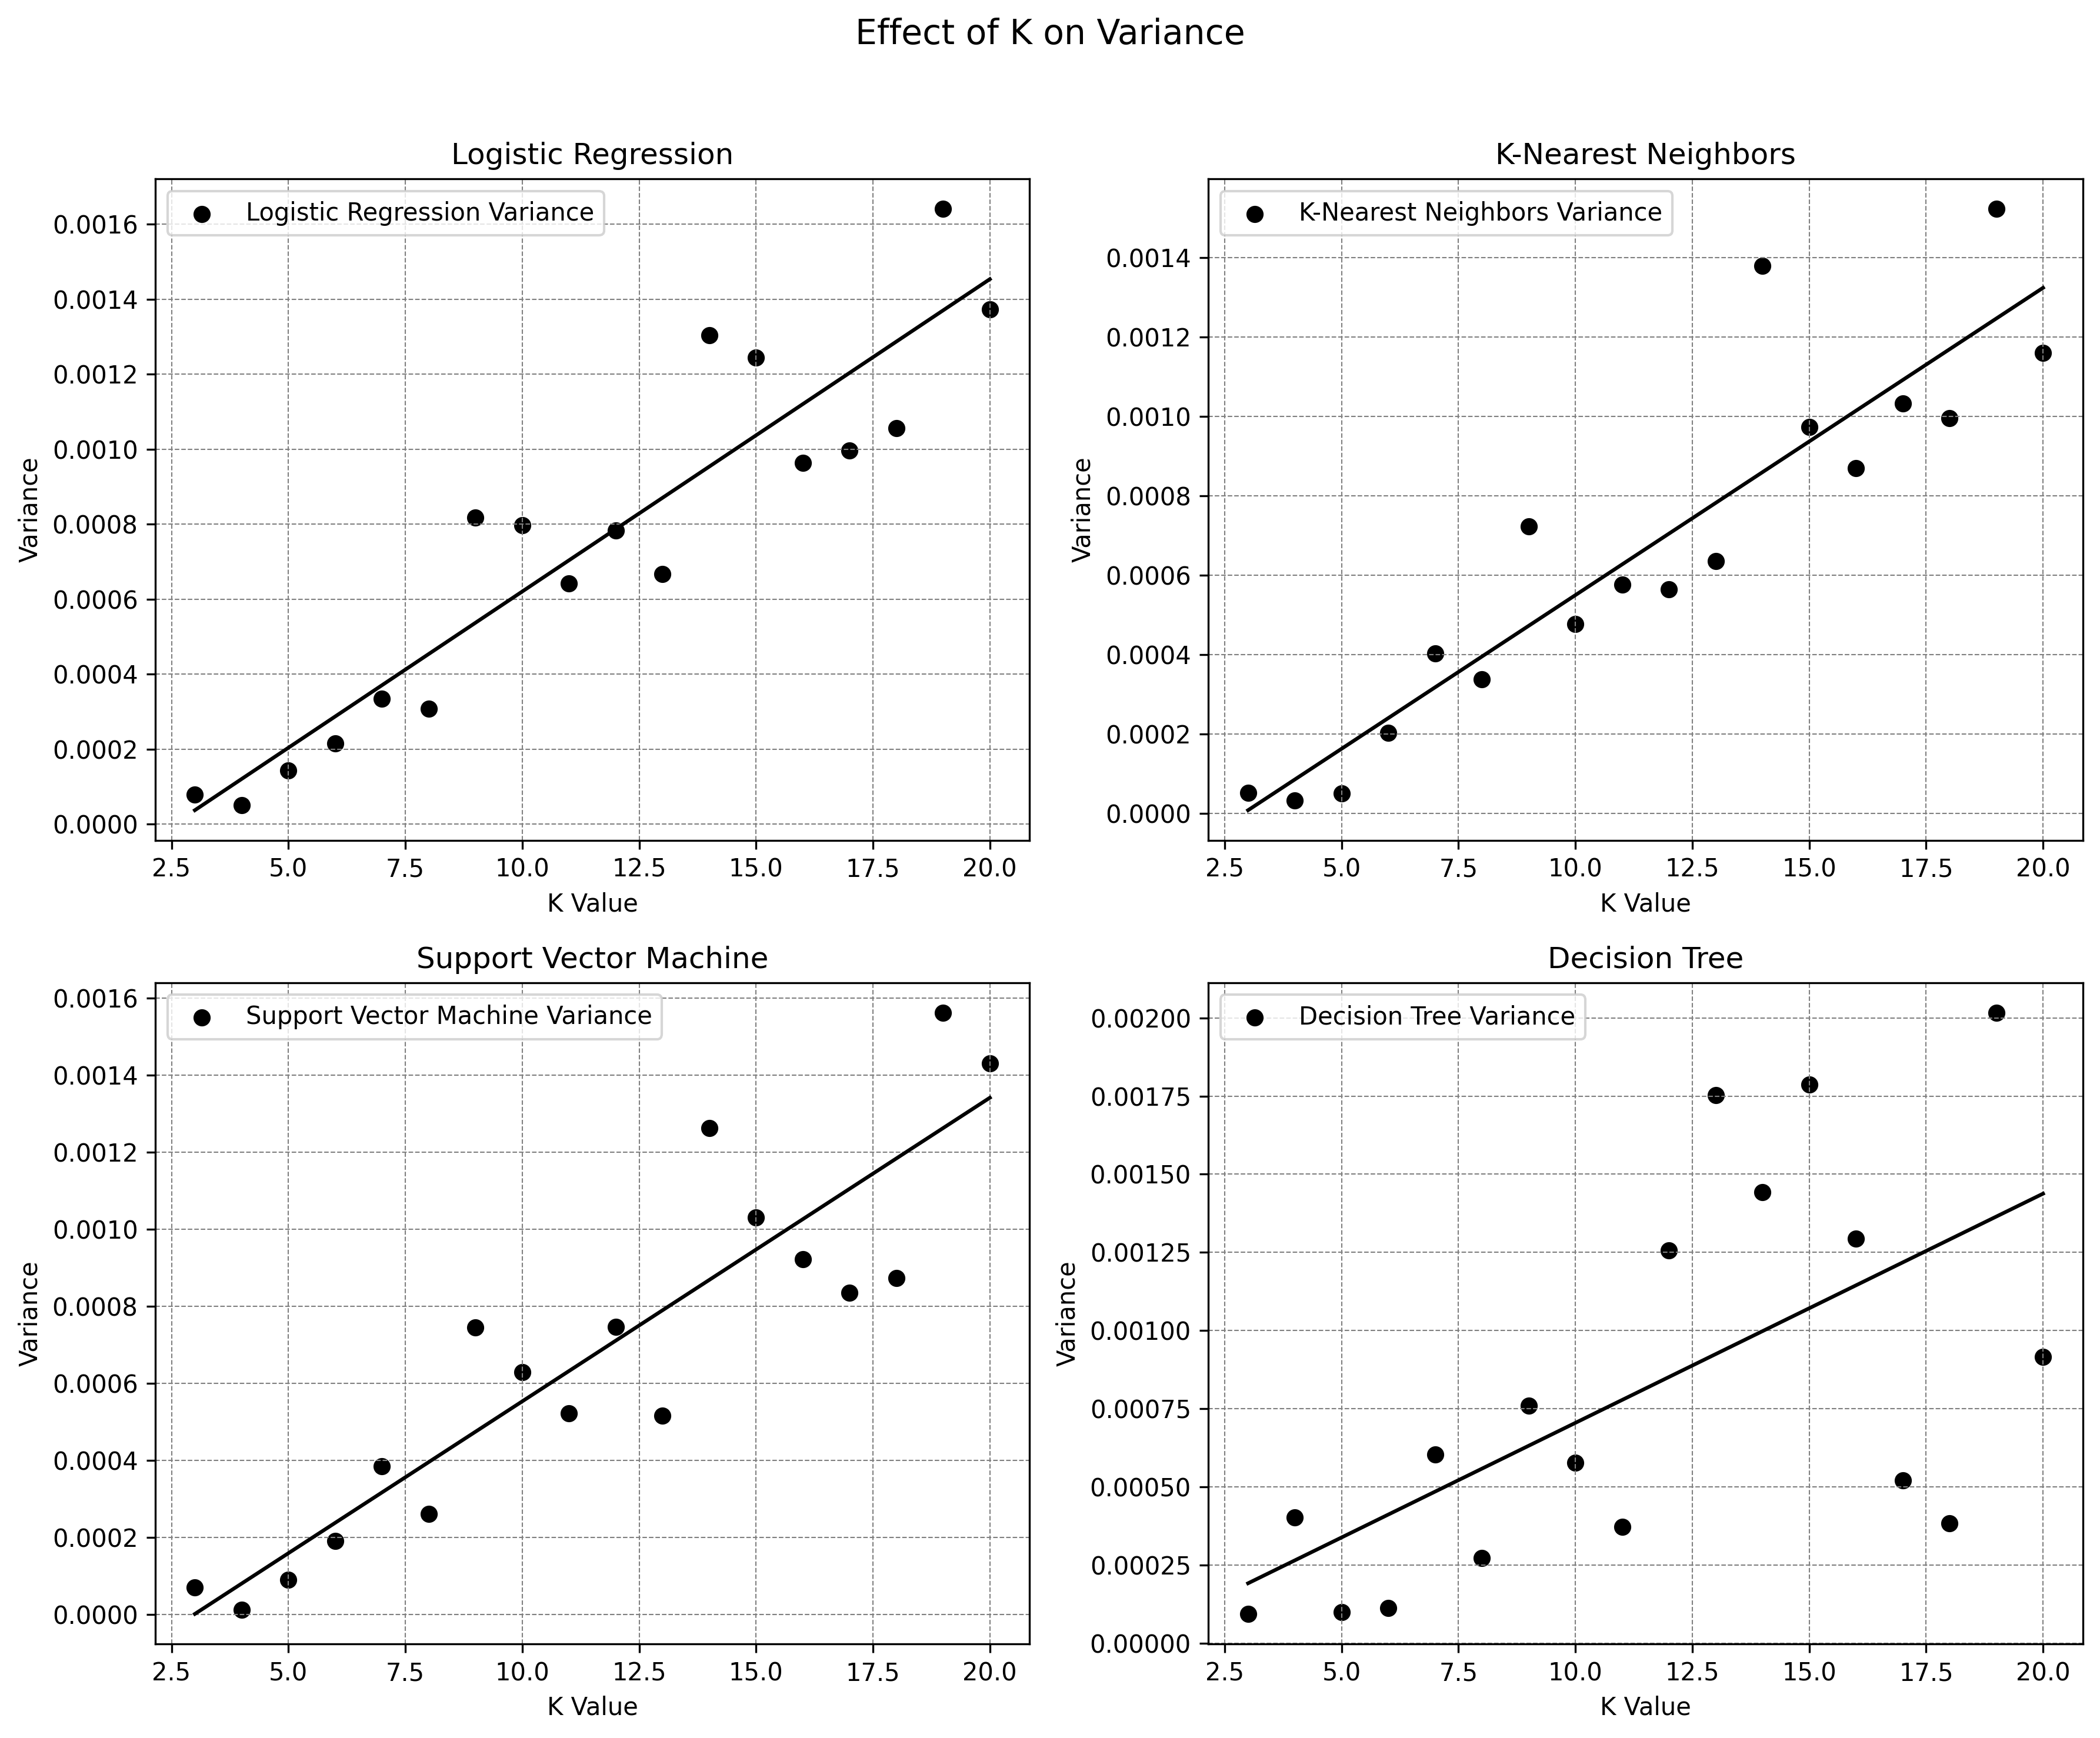 Effect of K on Variance
Logistic Regression
Logistic Regression Variance
0.0016
0.0014
0.0012
0.0010
0.0008
0.0006
0.0004
0.0002
0.0000
Variance
2.5 5.0 7.5 10.0 12.5 15.0 17.5 20.0
K Value
K-Nearest Neighbors
K-Nearest Neighbors Variance
0.0014
0.0012
0.0010
0.0008
0.0006
0.0004
0.0002
0.0000
Variance
2.5 5.0 7.5 10.0 12.5 15.0 17.5 20.0
K Value
Support Vector Machine
Support Vector Machine Variance
0.0016
0.0014
0.0012
0.0010
0.0008
0.0006
0.0004
0.0002
0.0000
Variance
2.5 5.0 7.5 10.0 12.5 15.0 17.5 20.0
K Value
Decision Tree
Decision Tree Variance
0.00200
0.00175
0.00150
0.00125
0.00100
0.00075
0.00050
0.00025
0.00000
Variance
2.5 5.0 7.5 10.0 12.5 15.0 17.5 20.0
K Value